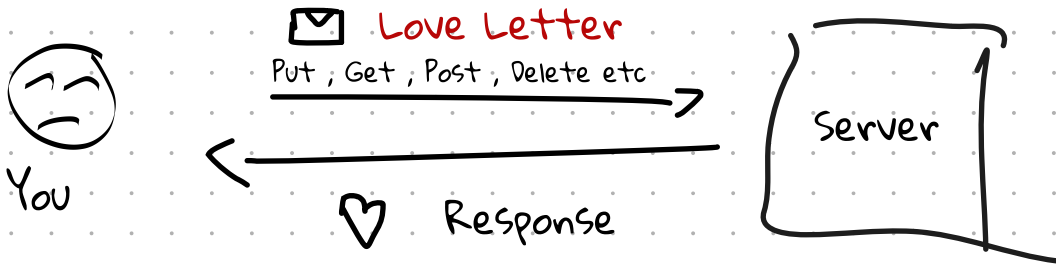 Love Letter
Put , Get , Post , Delete etc
Server
You
Response